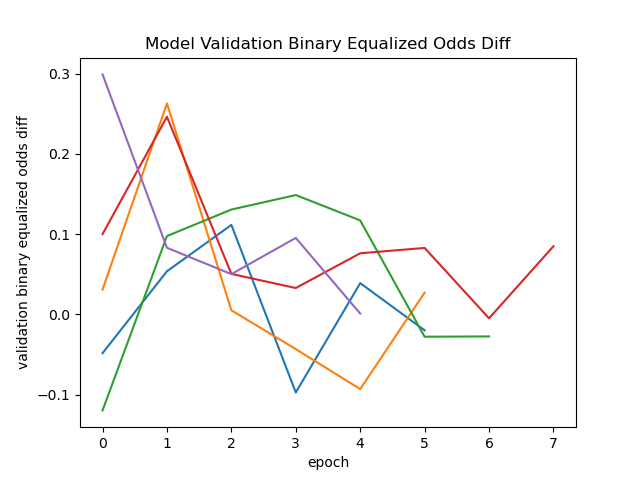 Model Validation Binary Equalized Odds Diff
validation binary equalized odds diff
0.3
0.2
0.1
0.0
−0.1
0 1 2 3 4 5 6 7
epoch